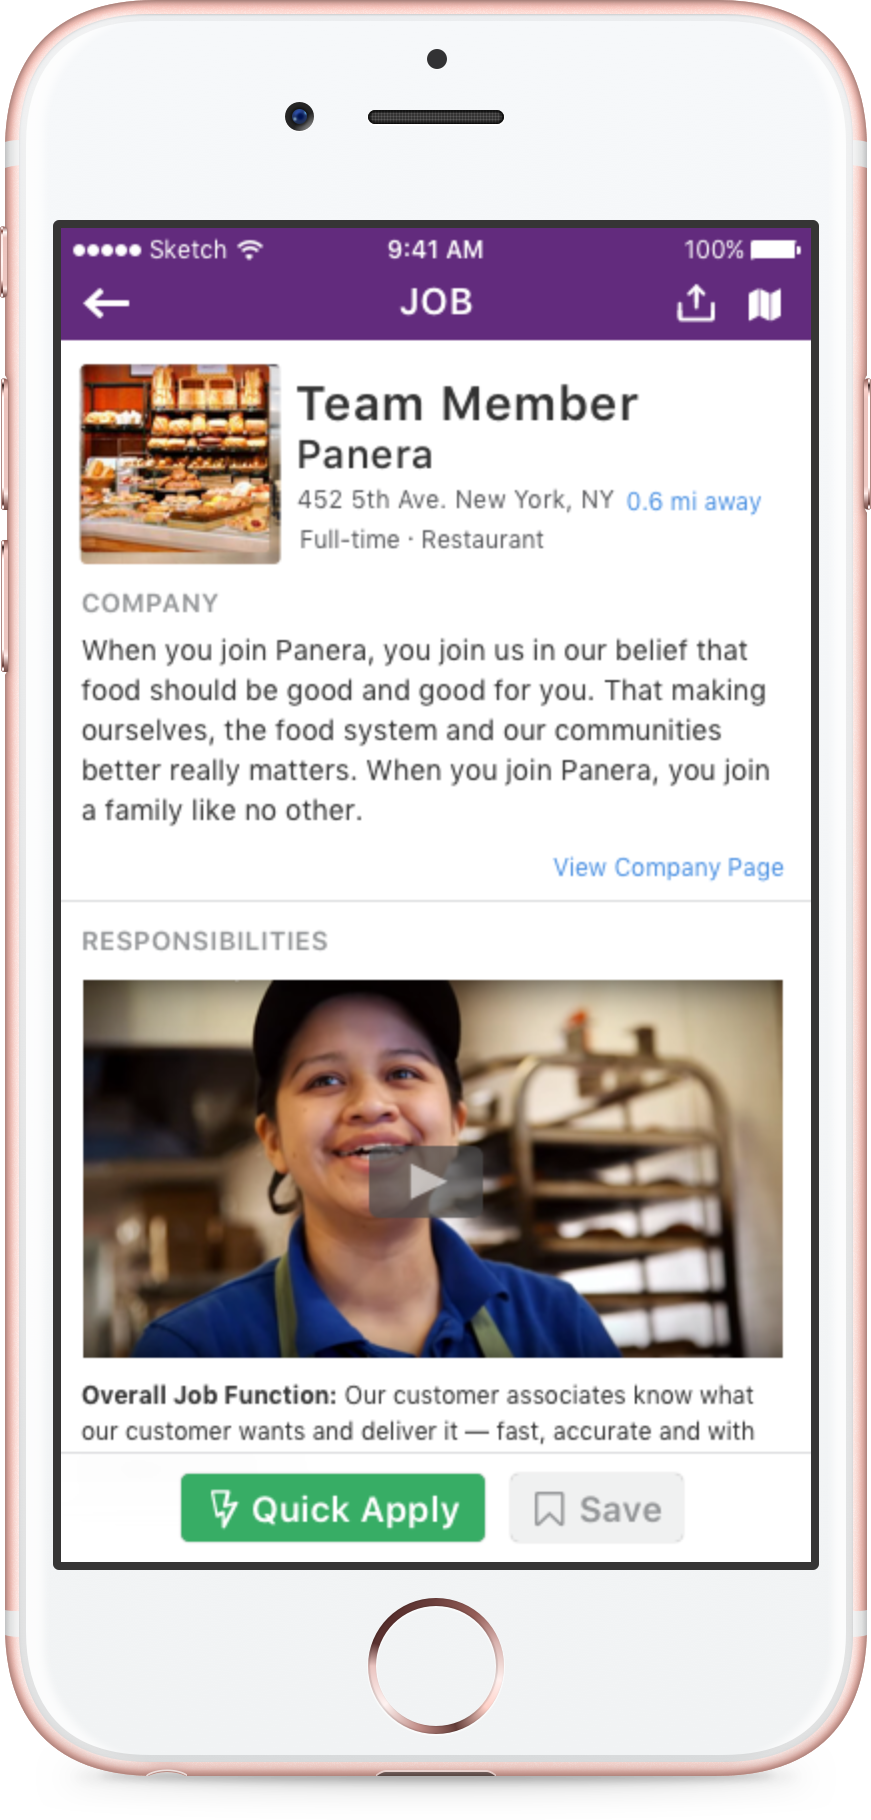 Sketch 9:41 AM 100%
JOB
Team Member
Panera
452 5th Ave. New York, NY 0.6 mi away
Full-time · Restaurant
COMPANY
When you join Panera, you join us in our belief that
food should be good and good for you. That making
ourselves, the food system and our communities
better really matters. When you join Panera, you join
a family like no other.
View Company Page
RESPONSIBILITIES
Overall Job Function: Our customer associates know what
our customer wants and deliver it — fast, accurate and with
Quick Apply Save